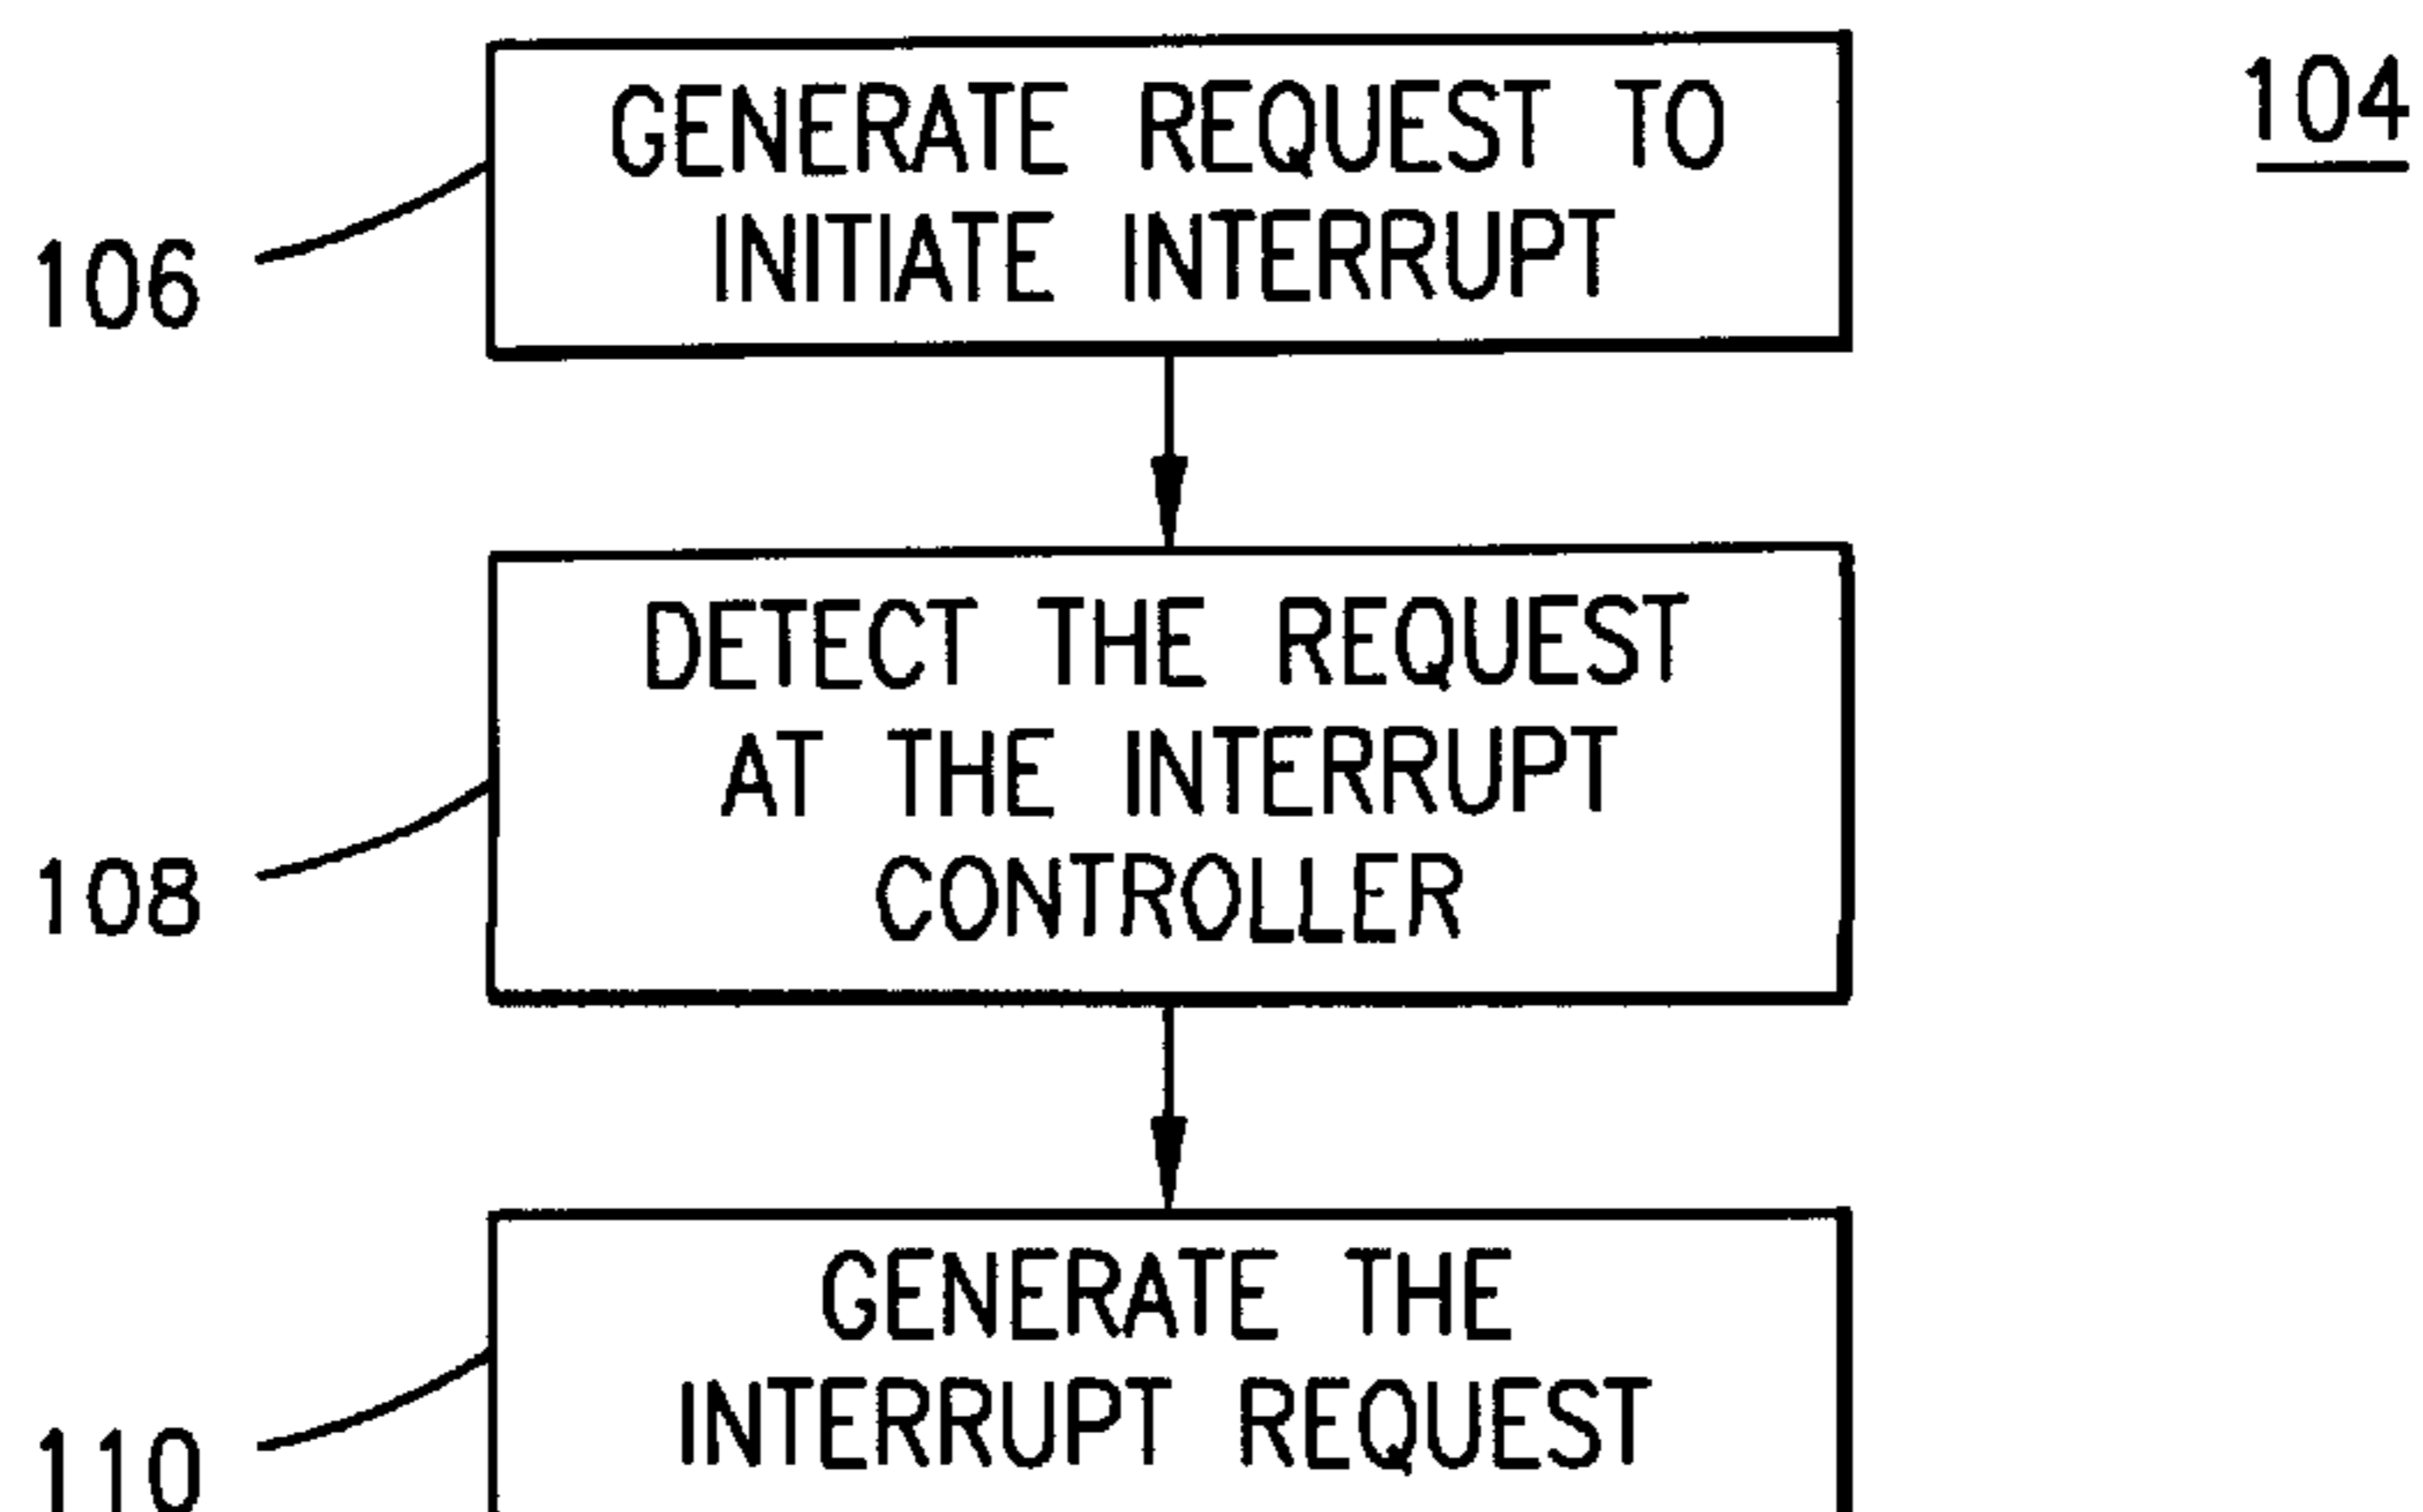 GENERATE REQUEST TO
INITIATE INTERRUPT
104
106
DETECT THE REQUEST
AT THE INTERRUPT
CONTROLLER
108
GENERATE THE
INTERRUPT REQUEST
110